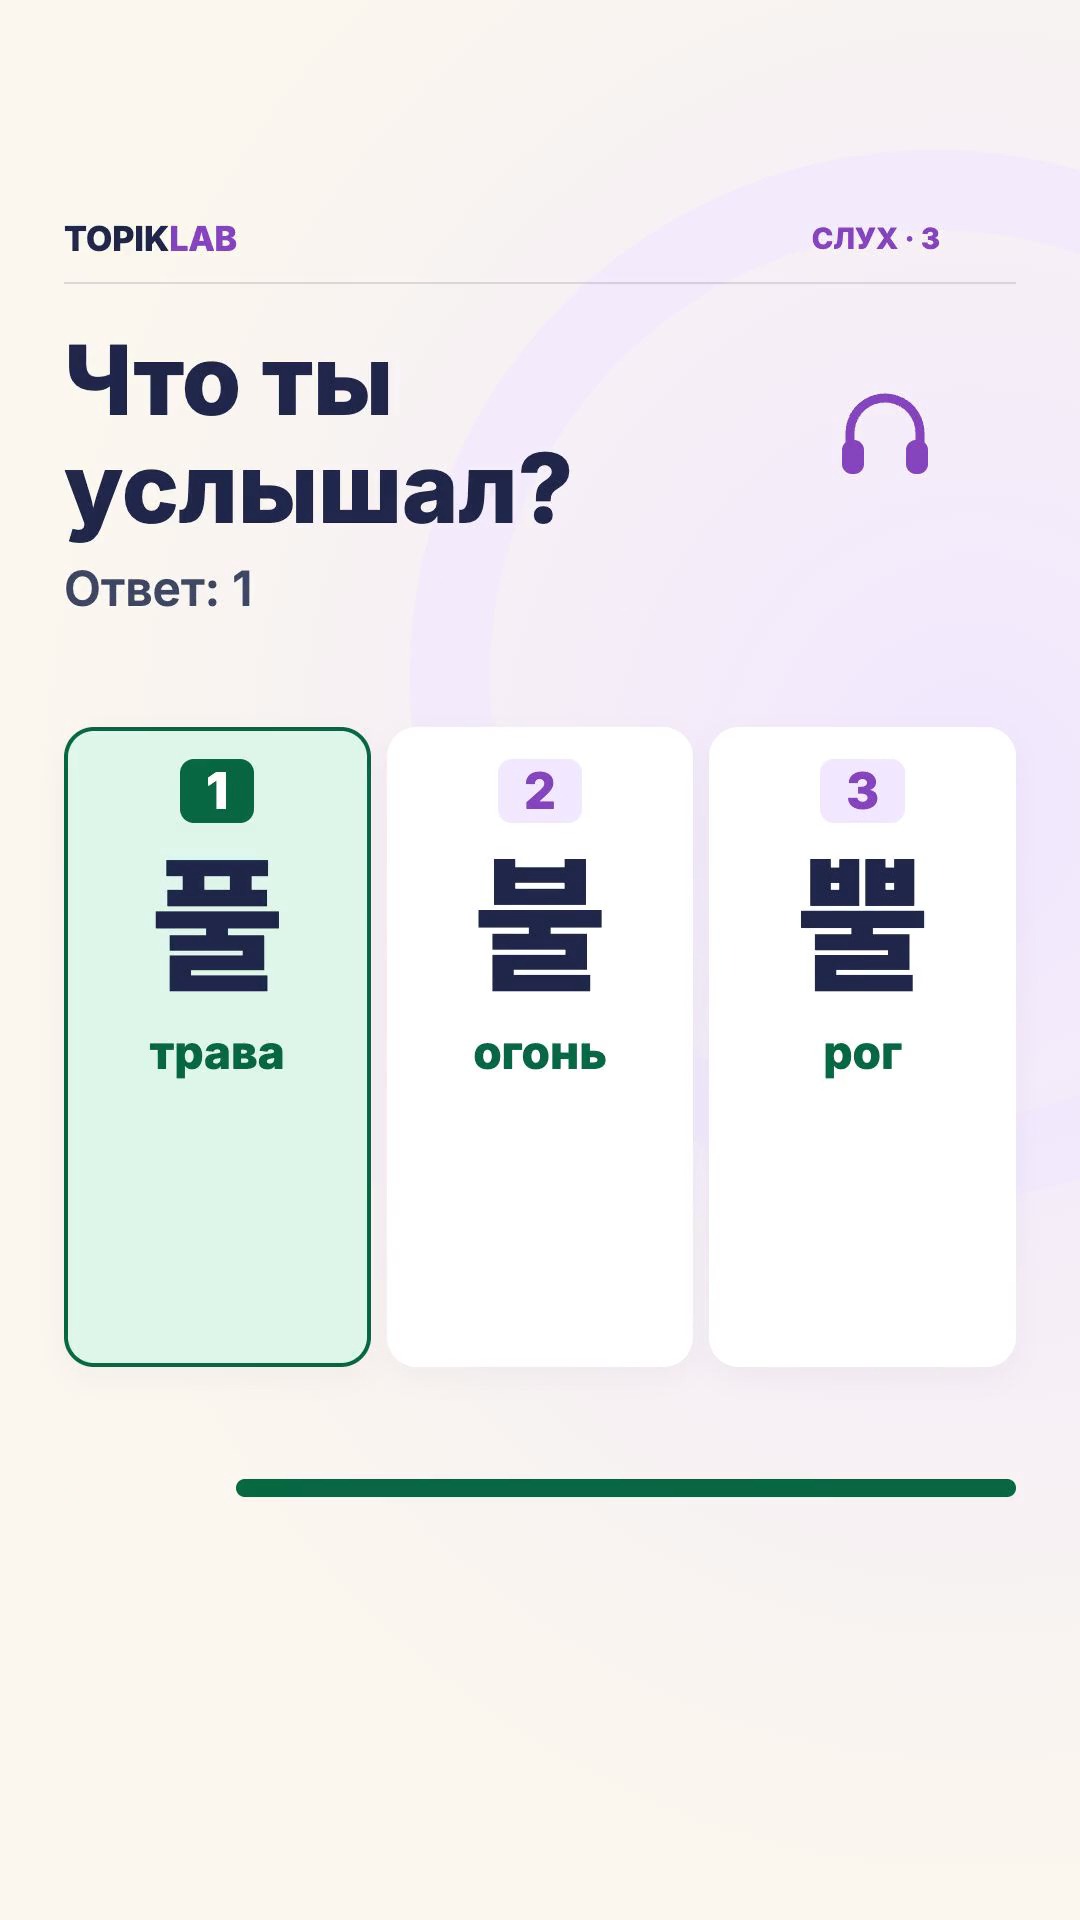 TOPIKLAB
СЛУХ · 3
Что ты
услышал?
Ответ: 1
1
풀
трава
2
불
огонь
3
뿔
рог